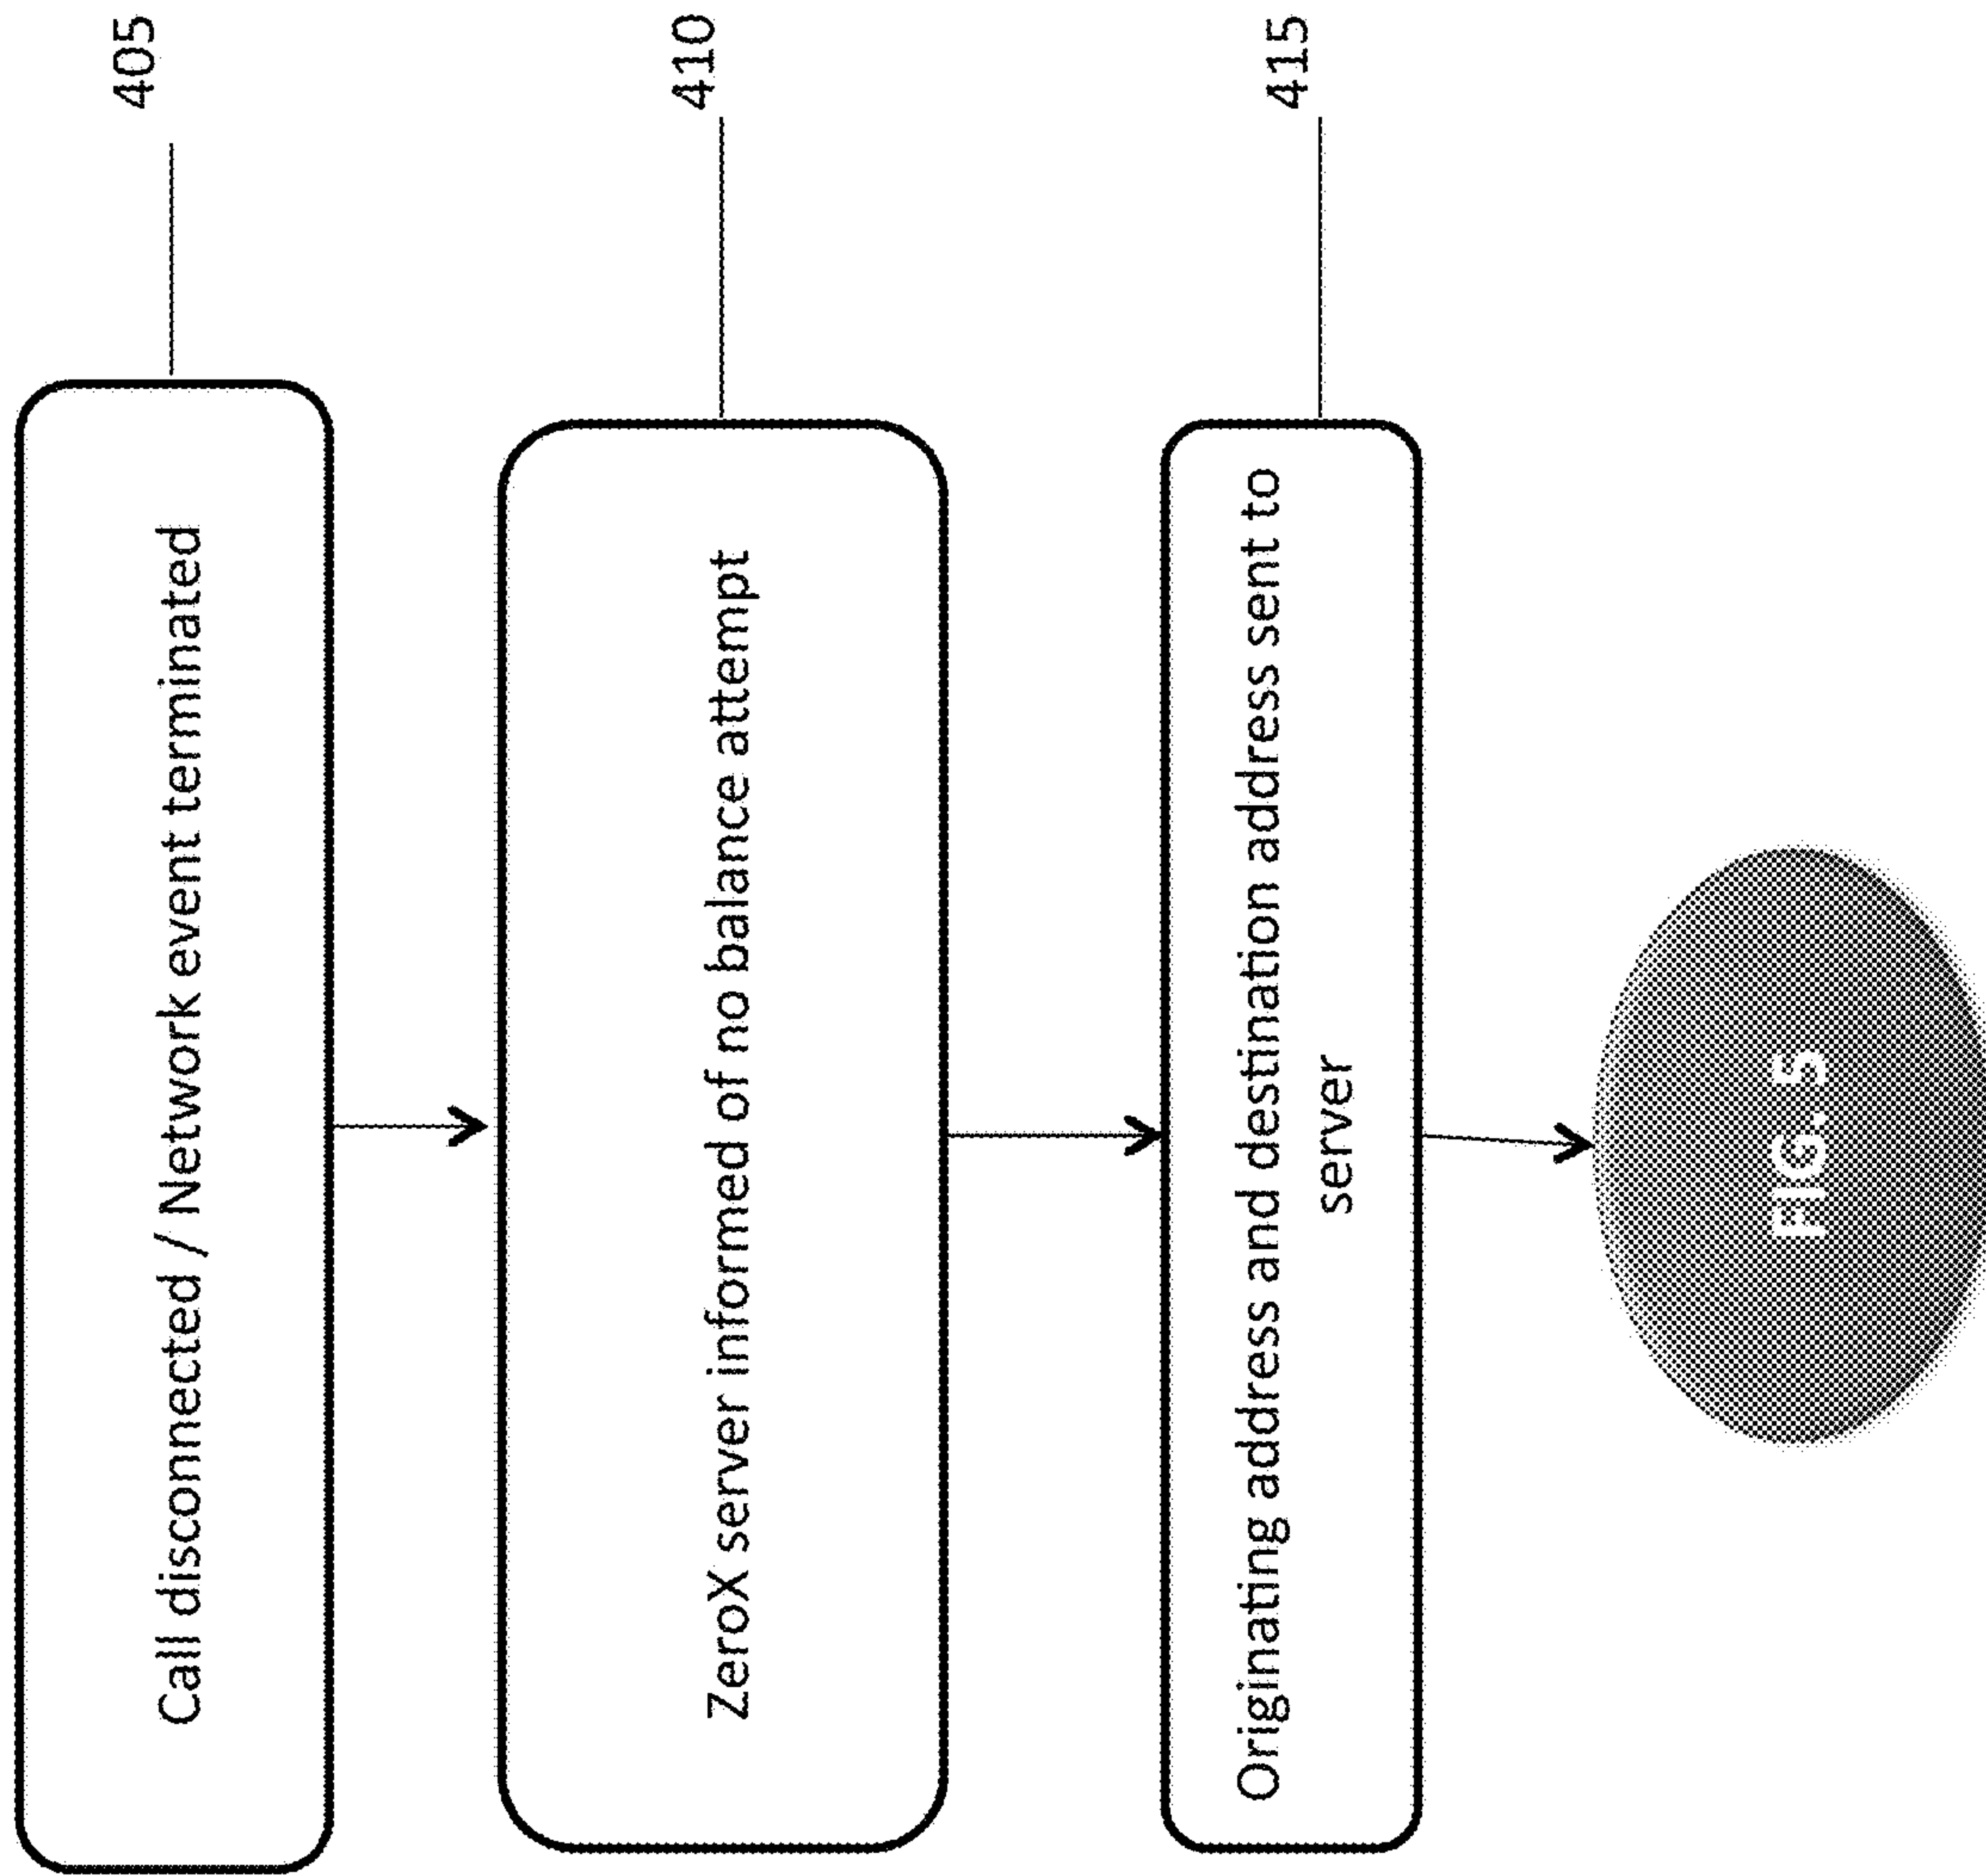 Call disconnected / Network event terminated
405
ZeroX server informed of no balance attempt
410
Originating address and destination address sent to
server
415
FIG. 5